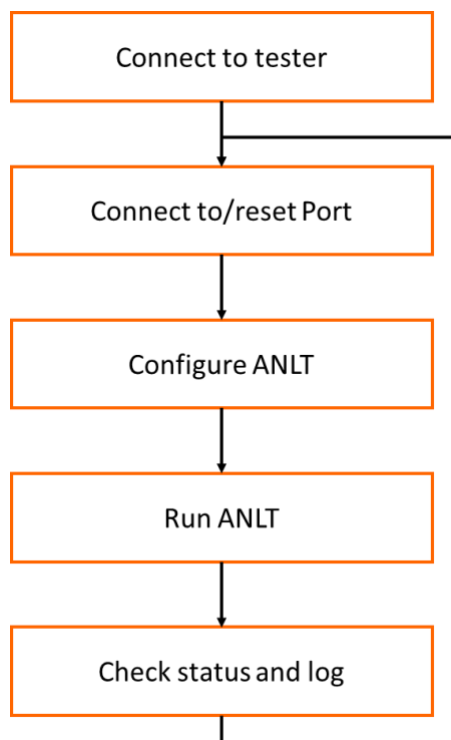 Connect to tester
Connect to/reset Port
Configure ANLT
Run ANLT
Check status and log